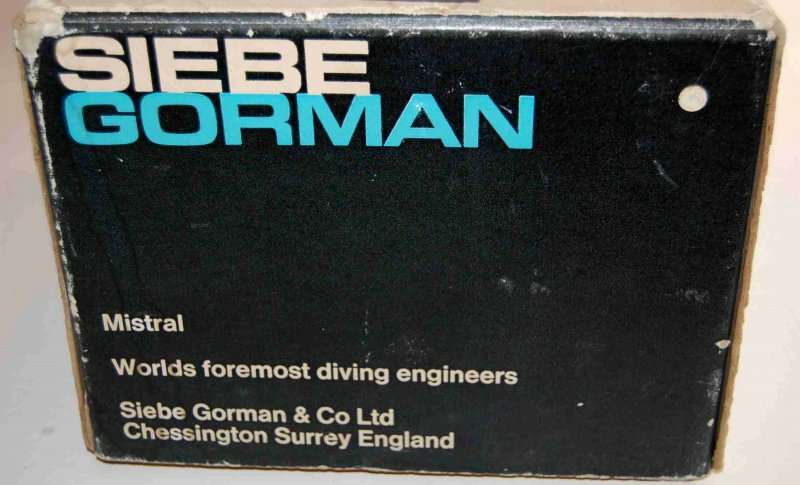 SIEBE
GORMAN
Mistral
Worlds foremost diving engineers
Siebe Gorman & Co Ltd
Chessington Surrey England